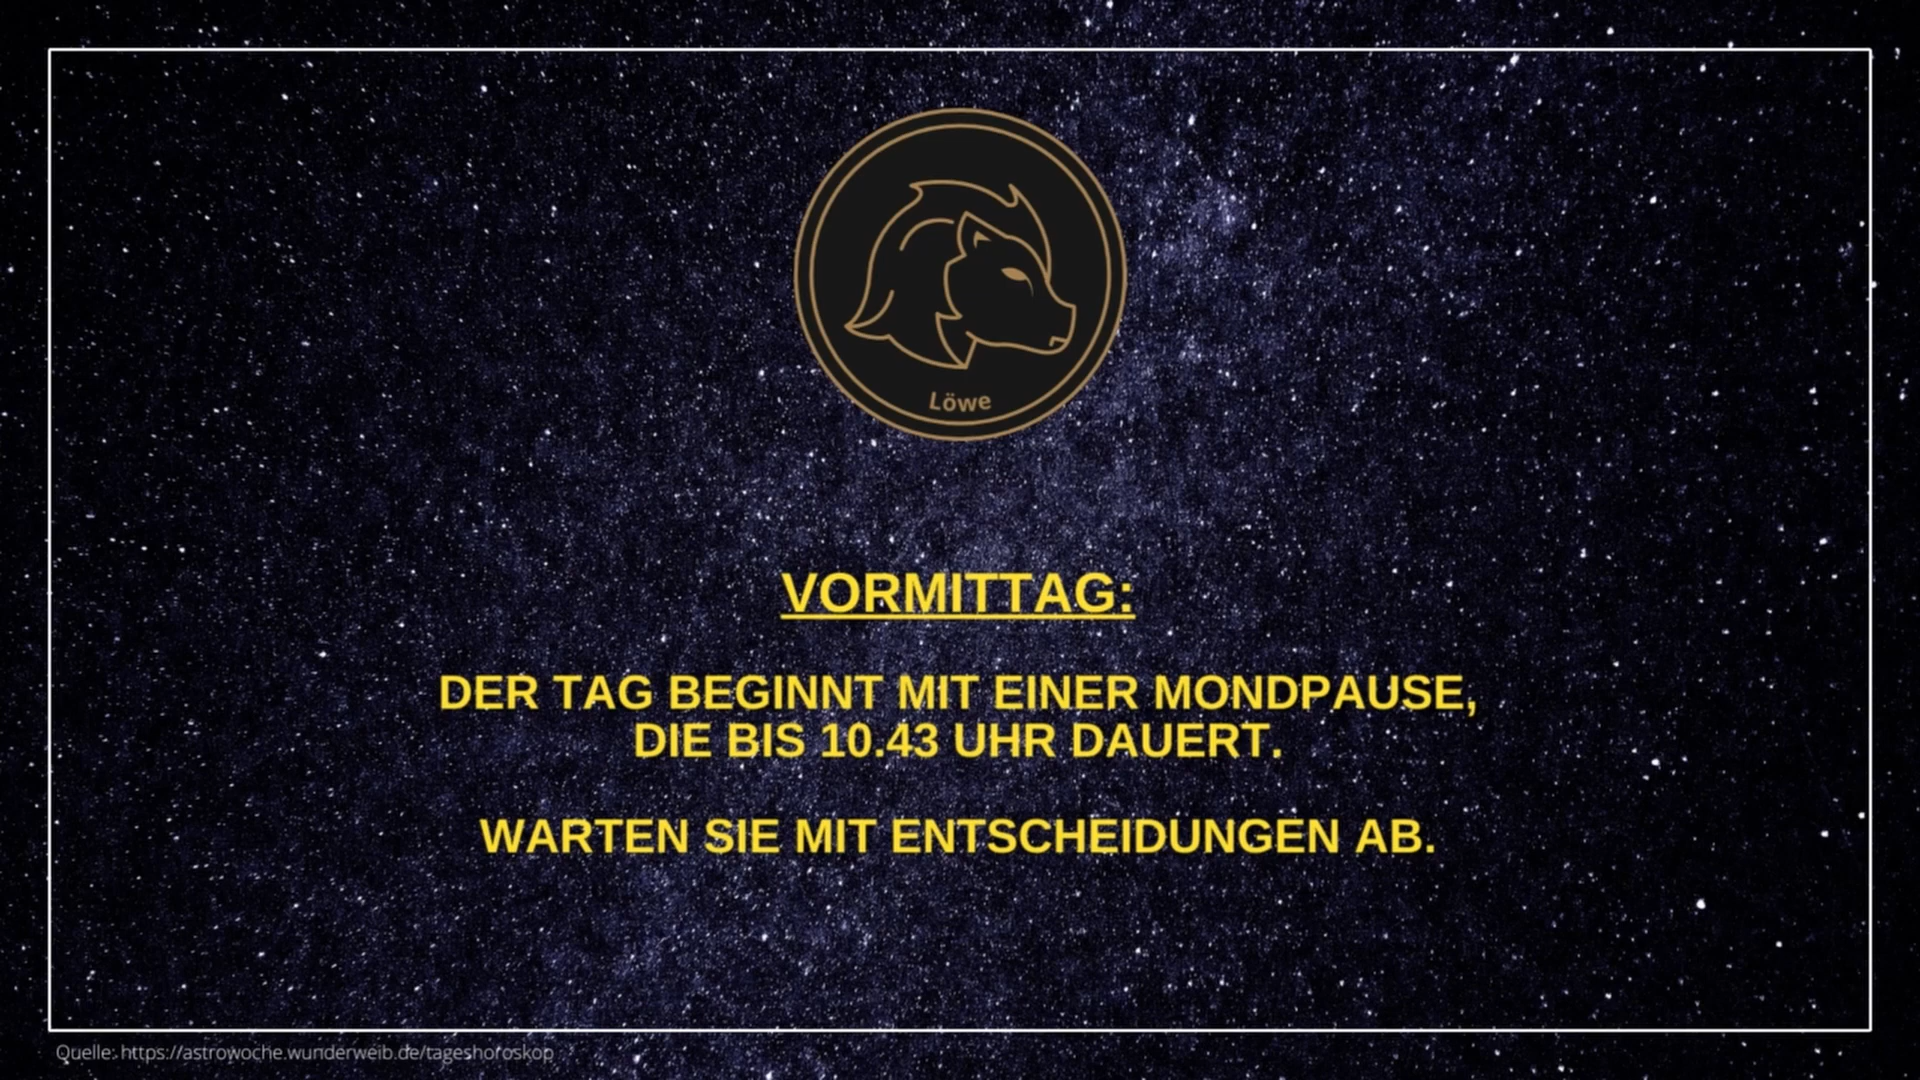 Löwe
VORMITTAG:
DER TAG BEGINNT MIT EINER MONDPAUSE,
DIE BIS 10.43 UHR DAUERT.
WARTEN SIE MIT ENTSCHEIDUNGEN AB.
Quelle: https://astrowoche.wunderweib.de/tageshoroskop